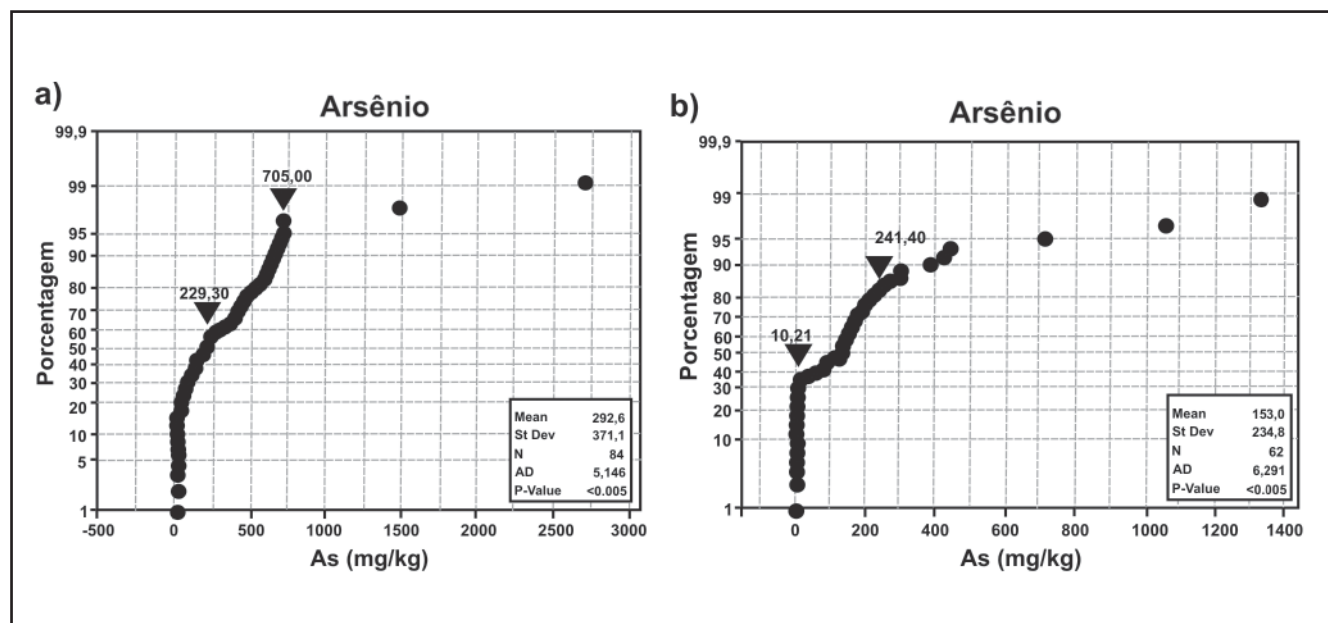 a)
Arsênio
99,9
99
95
90
80
70
60
50
40
30
20
10
5
1
Porcentagem
705,00
229,30
Mean 292,6
St Dev 371,1
N 84
AD 5,146
P-Value <0.005
-500 0 500 1000 1500 2000 2500 3000
As (mg/kg)
b)
Arsênio
99,9
99
95
90
80
70
60
50
40
30
20
10
1
Porcentagem
241,40
10,21
Mean 153,0
St Dev 234,8
N 62
AD 6,291
P-Value <0.005
0 200 400 600 800 1000 1200 1400
As (mg/kg)